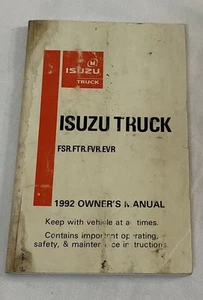 ISUZU
TRUCK
ISUZU TRUCK
FSR.FTR.FVR.EVR
1992 OWNER'S MANUAL
Keep with vehicle at all times.
Contains important operating,
safety, & maintenance instructions.